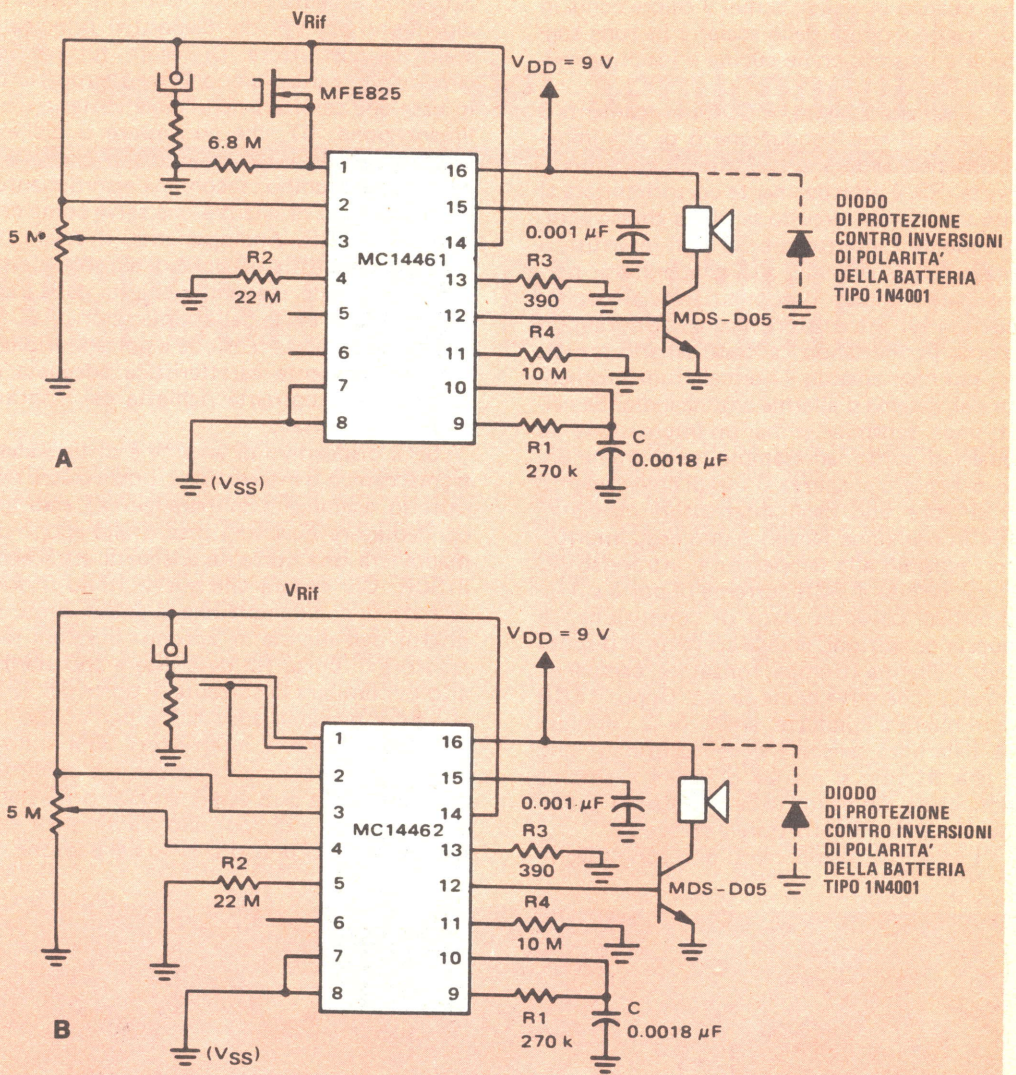 VRif
VDD = 9 V
MFE825
6.8 M
1
2
3
4
5
6
7
8
16
15
14
13
12
11
10
9
MC14461
5 M
R2
22 M
0.001 µF
R3
390
R4
10 M
R1
270 k
C
0.0018 µF
MDS-D05
DIODO
DI PROTEZIONE
CONTRO INVERSIONI
DI POLARITA'
DELLA BATTERIA
TIPO 1N4001
A
(VSS)
VRif
VDD = 9 V
1
2
3
4
5
6
7
8
16
15
14
13
12
11
10
9
MC14462
5 M
R2
22 M
0.001 µF
R3
390
R4
10 M
R1
270 k
C
0.0018 µF
MDS-D05
DIODO
DI PROTEZIONE
CONTRO INVERSIONI
DI POLARITA'
DELLA BATTERIA
TIPO 1N4001
B
(VSS)